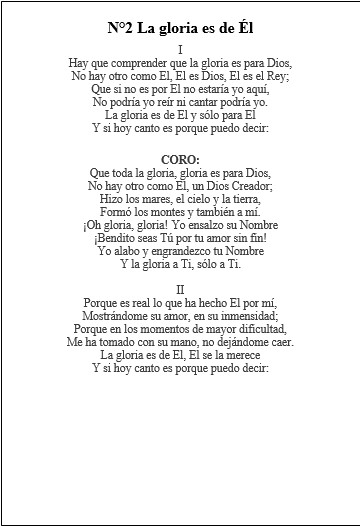 N°2 La gloria es de Él
I
Hay que comprender que la gloria es para Dios,
No hay otro como El, El es Dios, El es el Rey;
Que si no es por El no estaría yo aquí,
No podría yo reír ni cantar podría yo.
La gloria es de El y sólo para El
Y si hoy canto es porque puedo decir:
CORO:
Que toda la gloria, gloria es para Dios,
No hay otro como El, un Dios Creador;
Hizo los mares, el cielo y la tierra,
Formó los montes y también a mí.
¡Oh gloria, gloria! Yo ensalzo su Nombre
¡Bendito seas Tú por tu amor sin fin!
Yo alabo y engrandezco tu Nombre
Y la gloria a Ti, sólo a Ti.
II
Porque es real lo que ha hecho El por mí,
Mostrándome su amor, en su inmensidad;
Porque en los momentos de mayor dificultad,
Me ha tomado con su mano, no dejándome caer.
La gloria es de El, El se la merece
Y si hoy canto es porque puedo decir: